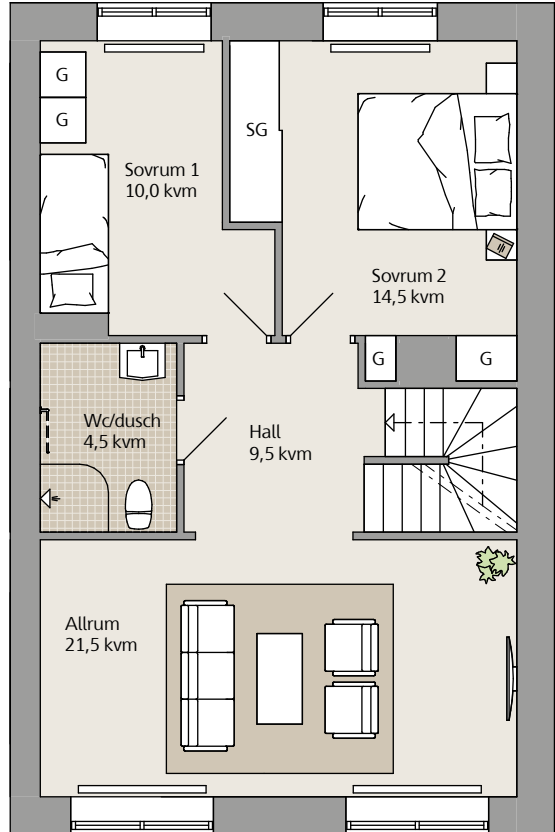 G
G
SG
Sovrum 1
10,0 kvm
Sovrum 2
14,5 kvm
G
G
Wc/dusch
4,5 kvm
Hall
9,5 kvm
Allrum
21,5 kvm